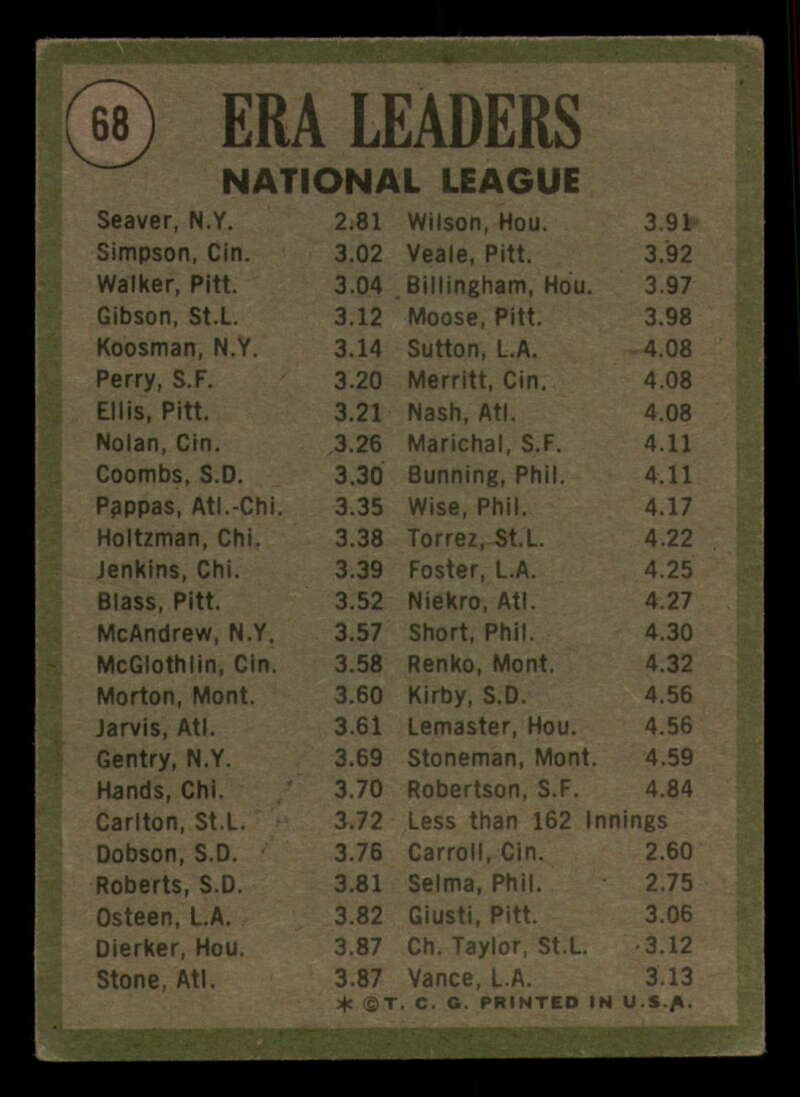 68
ERA LEADERS
NATIONAL LEAGUE
Seaver, N.Y. 2.81 Wilson, Hou. 3.91
Simpson, Cin. 3.02 Veale, Pitt. 3.92
Walker, Pitt. 3.04 Billingham, Hou. 3.97
Gibson, St.L. 3.12 Moose, Pitt. 3.98
Koosman, N.Y. 3.14 Sutton, L.A. 4.08
Perry, S.F. 3.20 Merritt, Cin. 4.08
Ellis, Pitt. 3.21 Nash, Atl. 4.08
Nolan, Cin. 3.26 Marichal, S.F. 4.11
Coombs, S.D. 3.30 Bunning, Phil. 4.11
Pappas, Atl.-Chi. 3.35 Wise, Phil. 4.17
Holtzman, Chi. 3.38 Torrez, St.L. 4.22
Jenkins, Chi. 3.39 Foster, L.A. 4.25
Blass, Pitt. 3.52 Niekro, Atl. 4.27
McAndrew, N.Y. 3.57 Short, Phil. 4.30
McGlothlin, Cin. 3.58 Renko, Mont. 4.32
Morton, Mont. 3.60 Kirby, S.D. 4.56
Jarvis, Atl. 3.61 Lemaster, Hou. 4.56
Gentry, N.Y. 3.69 Stoneman, Mont. 4.59
Hands, Chi. 3.70 Robertson, S.F. 4.84
Carlton, St.L. 3.72 Less than 162 Innings
Dobson, S.D. 3.76 Carroll, Cin. 2.60
Roberts, S.D. 3.81 Selma, Phil. 2.75
Osteen, L.A. 3.82 Giusti, Pitt. 3.06
Dierker, Hou. 3.87 Ch. Taylor, St.L. 3.12
Stone, Atl. 3.87 Vance, L.A. 3.13
* © T. C. G. PRINTED IN U.S.A.